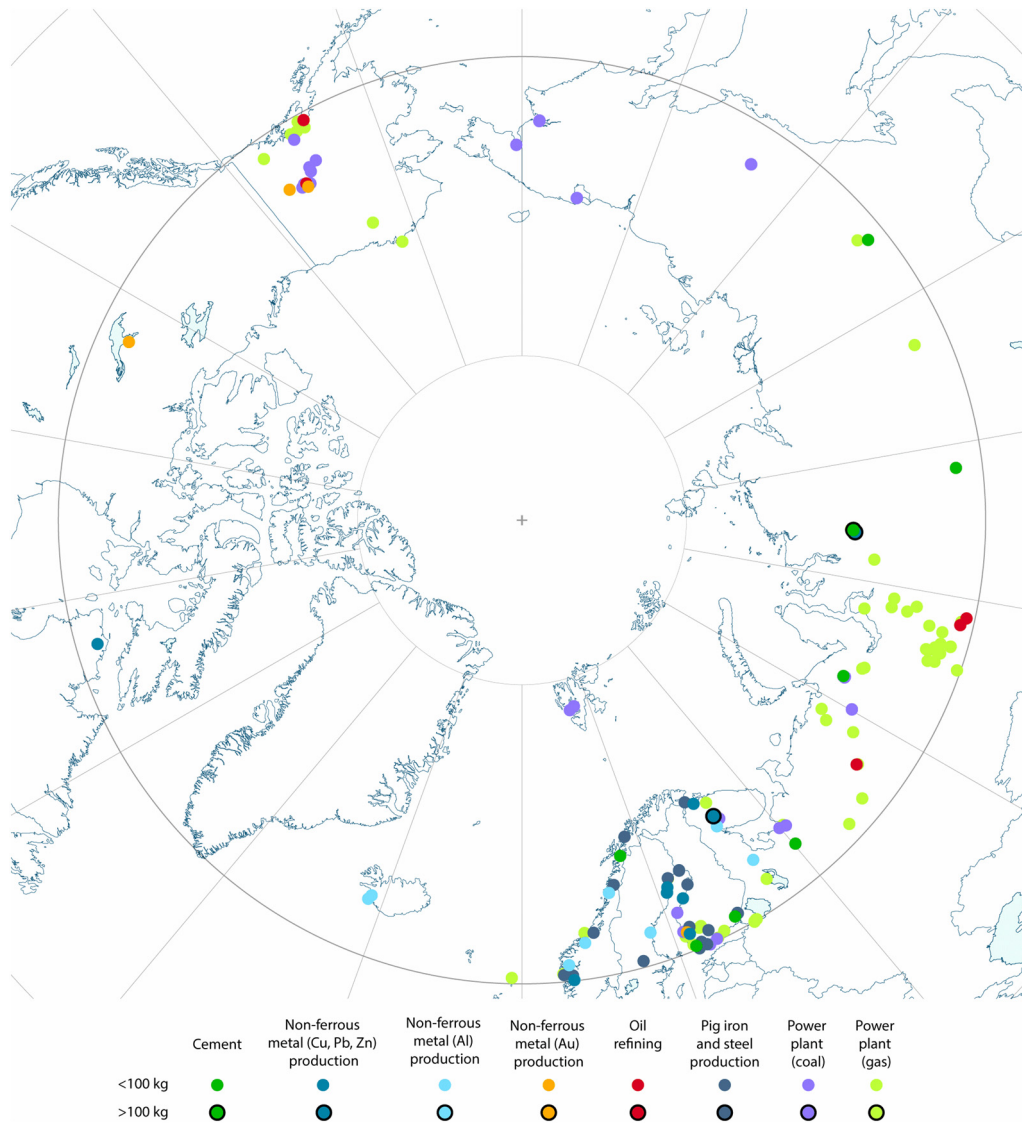 Cement
Non-ferrous
metal (Cu, Pb, Zn)
production
Non-ferrous
metal (Al)
production
Non-ferrous
metal (Au)
production
Oil
refining
Pig iron
and steel
production
Power
plant
(coal)
Power
plant
(gas)
<100 kg
>100 kg